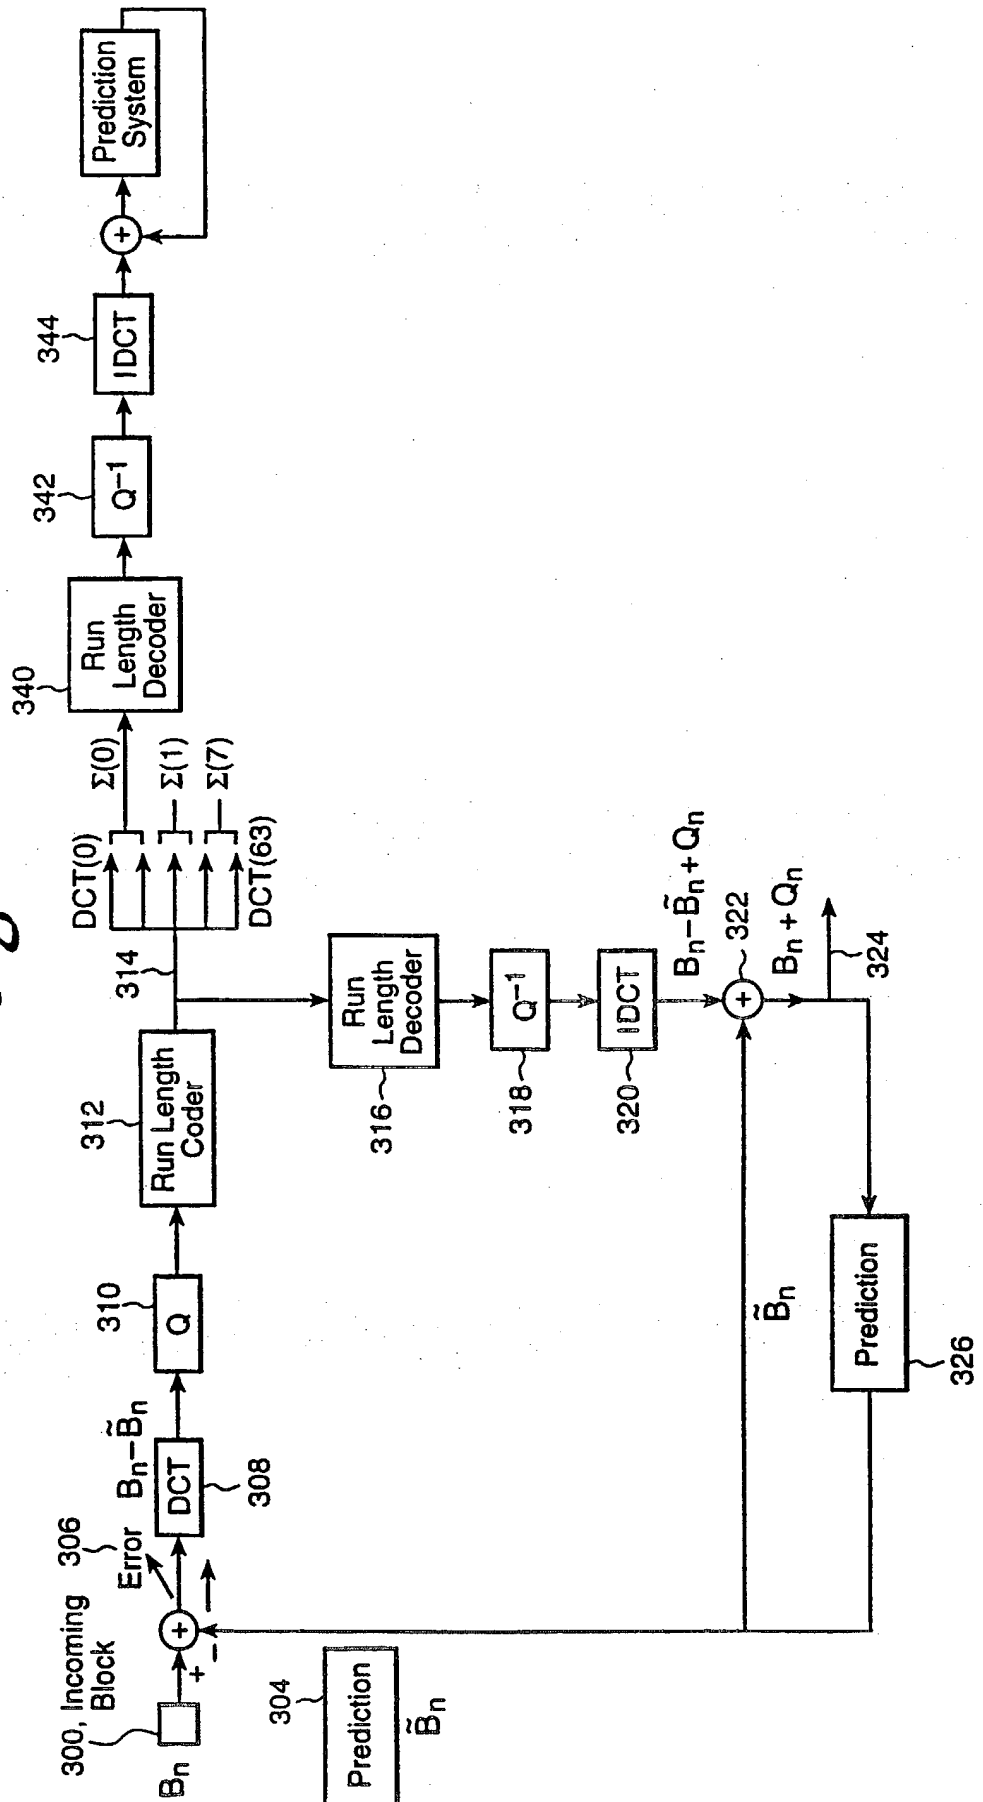 300, Incoming
Block
Bn
+
+
−
306
Error
Bn−B̃n
DCT
308
304
Prediction
B̃n
310
Q
312
Run Length
Coder
314
DCT(0)
DCT(63)
Σ(0)
Σ(1)
Σ(7)
340
Run
Length
Decoder
342
Q⁻¹
344
IDCT
+
Prediction
System
Run
Length
Decoder
316
Q⁻¹
318
IDCT
320
Bn−B̃n+Qn
+
322
Bn+Qn
324
B̃n
Prediction
326